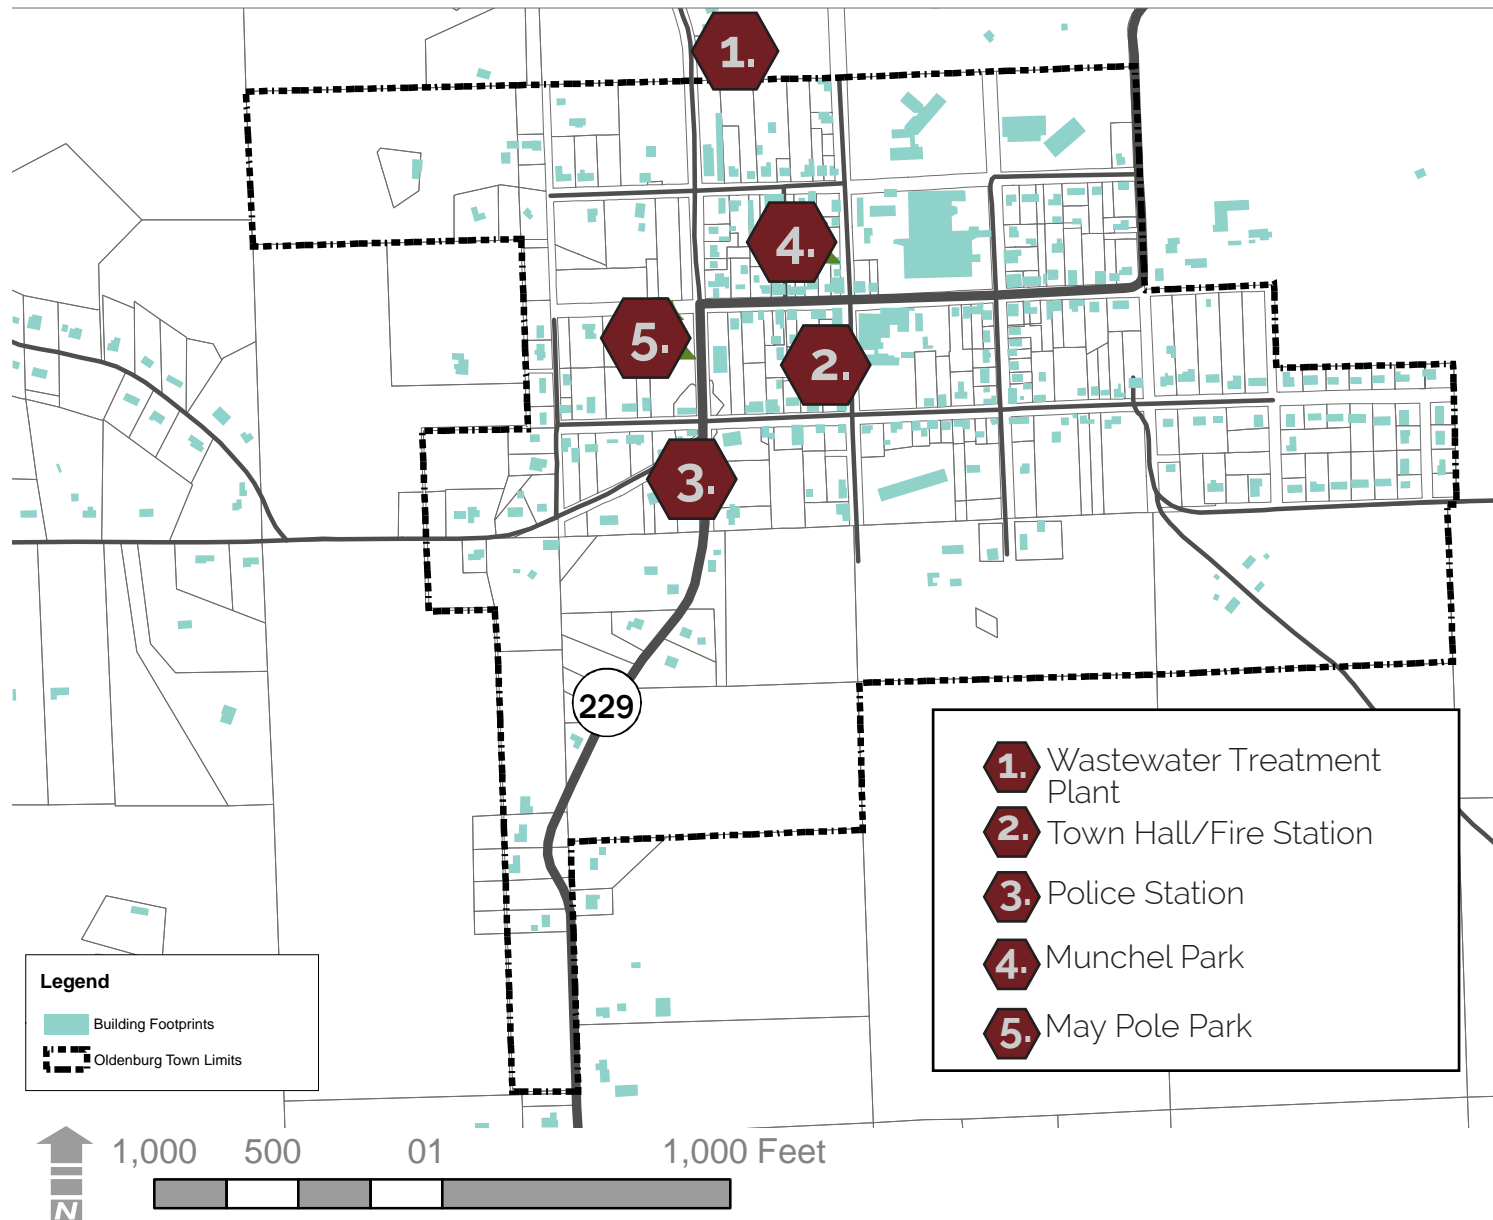 1.
4.
5.
2.
3.
229
1. Wastewater Treatment
Plant
2. Town Hall/Fire Station
3. Police Station
4. Munchel Park
5. May Pole Park
Legend
Building Footprints
Oldenburg Town Limits
1,000 500 01 1,000 Feet
N